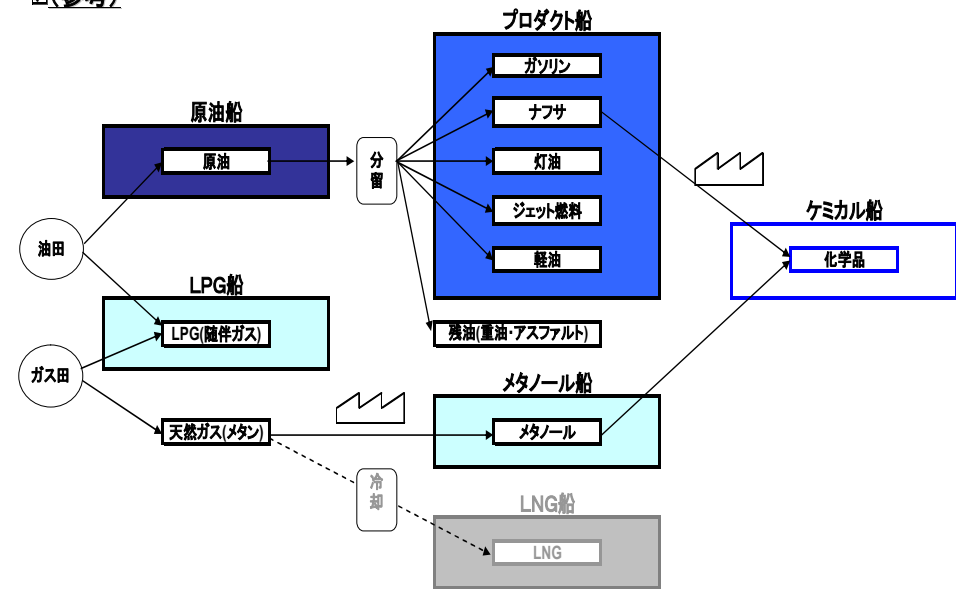 (参考)
プロダクト船
ガソリン
原油船
ナフサ
原油
分留
灯油
ジェット燃料
ケミカル船
油田
軽油
化学品
LPG船
LPG(随伴ガス)
残油(重油・アスファルト)
ガス田
メタノール船
天然ガス(メタン)
メタノール
冷却
LNG船
LNG